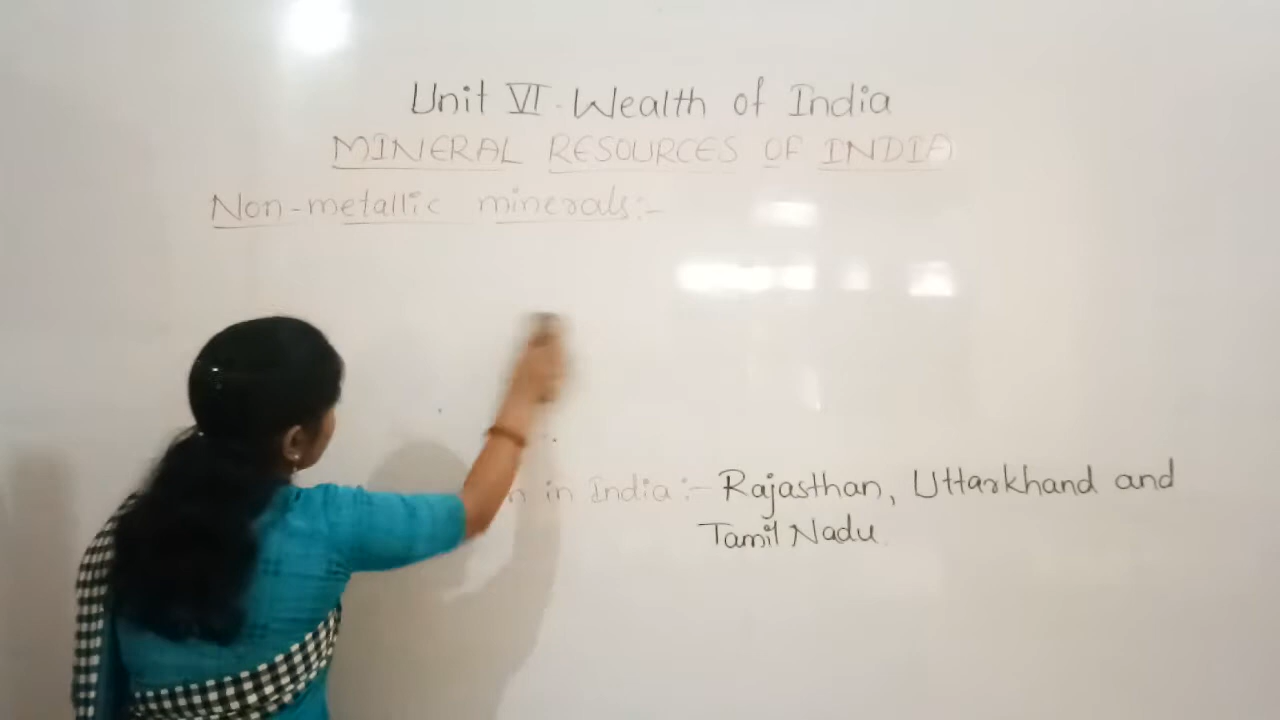 Unit VI. Wealth of India
MINERAL RESOURCES OF INDIA
Non-metallic minerals:-
in India :- Rajasthan, Uttarkhand and
Tamil Nadu